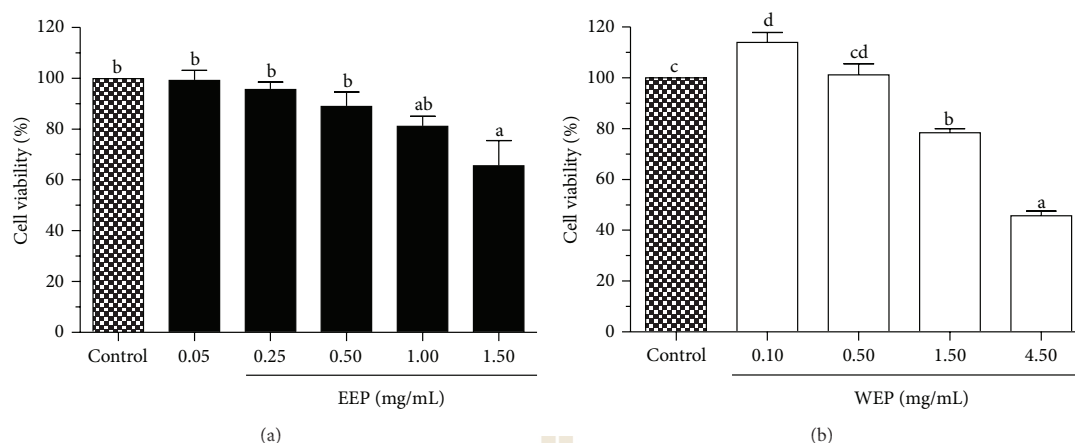 Cell viability (%)
120
100
80
60
40
20
0
b
b
b
b
ab
a
Control
0.05
0.25
0.50
1.00
1.50
EEP (mg/mL)
(a)
Cell viability (%)
120
100
80
60
40
20
0
c
d
cd
b
a
Control
0.10
0.50
1.50
4.50
WEP (mg/mL)
(b)